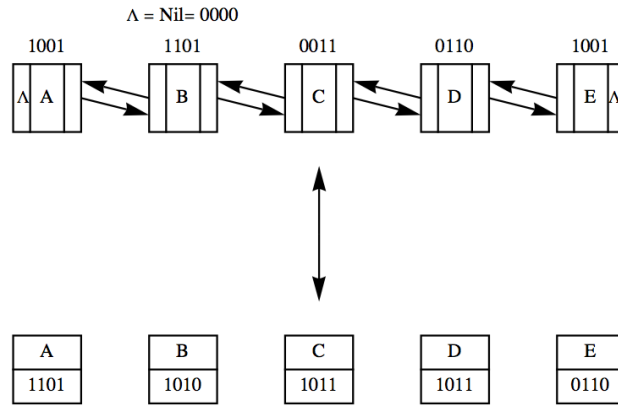 Λ = Nil= 0000
1001 1101 0011 0110 1001
Λ A B C D E Λ
A B C D E
1101 1010 1011 1011 0110